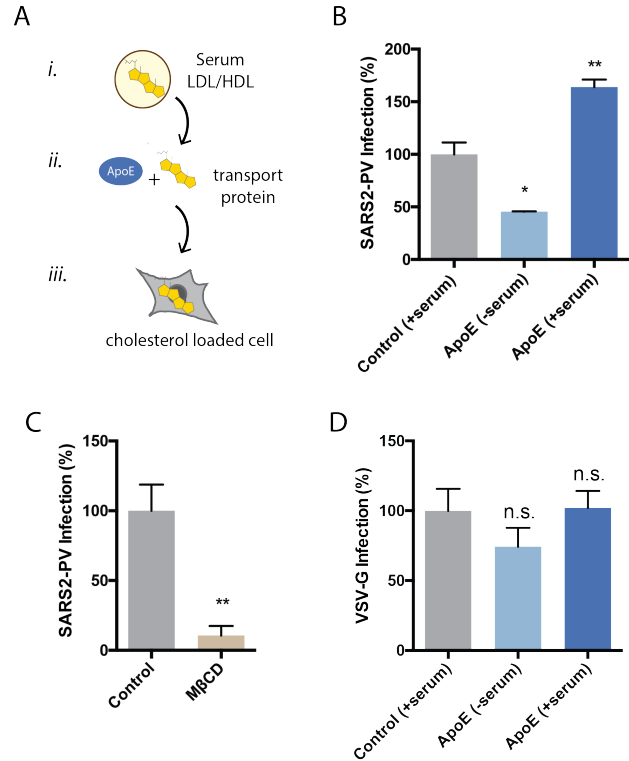 A
i.
Serum
LDL/HDL
ii.
ApoE
+
transport
protein
iii.
cholesterol loaded cell
B
SARS2-PV Infection (%)
200
150
100
50
0
*
**
Control (+serum)
ApoE (-serum)
ApoE (+serum)
C
SARS2-PV Infection (%)
150
100
50
0
**
Control
MβCD
D
VSV-G Infection (%)
150
100
50
0
n.s.
n.s.
Control (+serum)
ApoE (-serum)
ApoE (+serum)